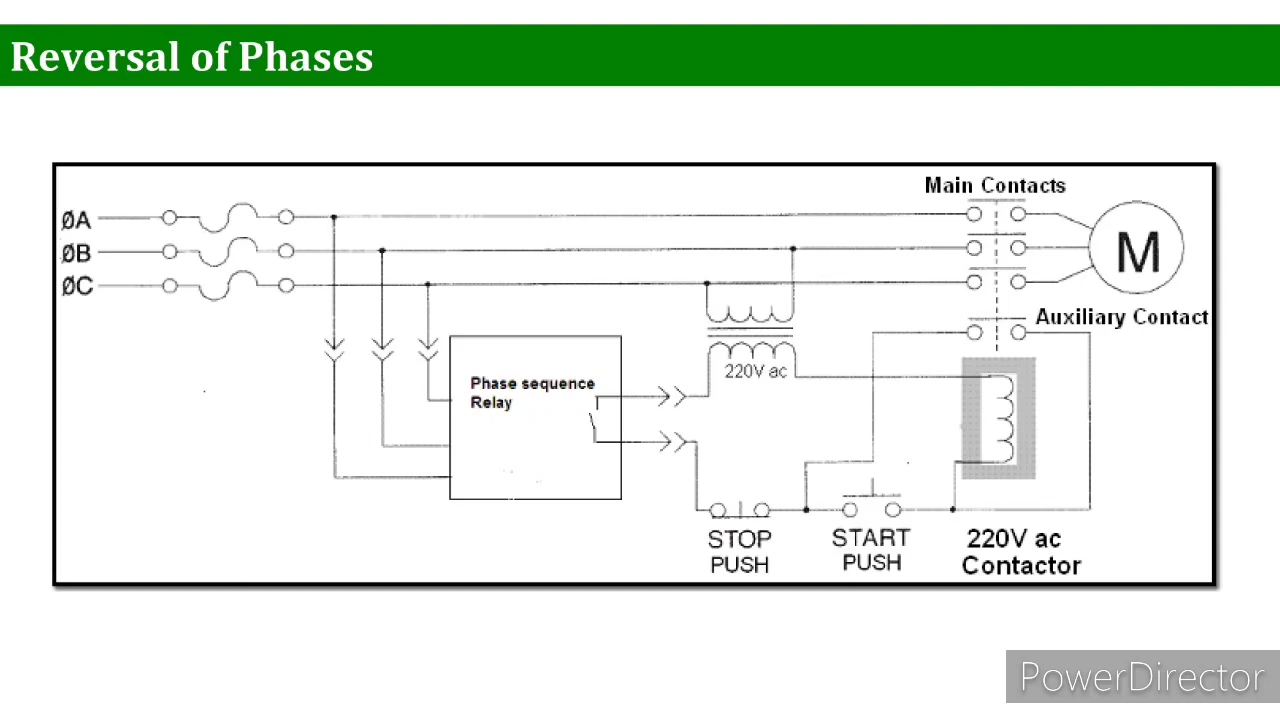 Reversal of Phases
Main Contacts
ØA
ØB
ØC
M
Auxiliary Contact
220V ac
Phase sequence
Relay
STOP
PUSH
START
PUSH
220V ac
Contactor
PowerDirector